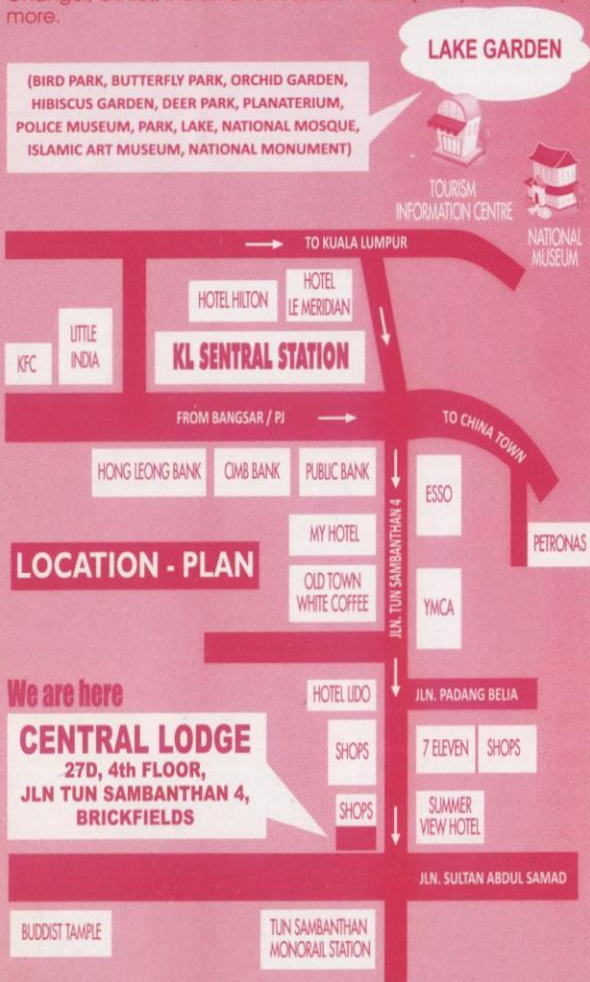 more.
LAKE GARDEN
(BIRD PARK, BUTTERFLY PARK, ORCHID GARDEN,
HIBISCUS GARDEN, DEER PARK, PLANATERIUM,
POLICE MUSEUM, PARK, LAKE, NATIONAL MOSQUE,
ISLAMIC ART MUSEUM, NATIONAL MONUMENT)
TOURISM
INFORMATION CENTRE
NATIONAL
MUSEUM
TO KUALA LUMPUR
HOTEL HILTON
HOTEL
LE MERIDIAN
KFC
LITTLE
INDIA
KL SENTRAL STATION
FROM BANGSAR / PJ
TO CHINA TOWN
HONG LEONG BANK
CIMB BANK
PUBLIC BANK
ESSO
PETRONAS
MY HOTEL
LOCATION - PLAN
OLD TOWN
WHITE COFFEE
JLN. TUN SAMBANTHAN 4
YMCA
We are here
HOTEL LIDO
JLN. PADANG BELIA
CENTRAL LODGE
27D, 4th FLOOR,
JLN TUN SAMBANTHAN 4,
BRICKFIELDS
SHOPS
7 ELEVEN
SHOPS
SHOPS
SUMMER
VIEW HOTEL
JLN. SULTAN ABDUL SAMAD
BUDDIST TAMPLE
TUN SAMBANTHAN
MONORAIL STATION